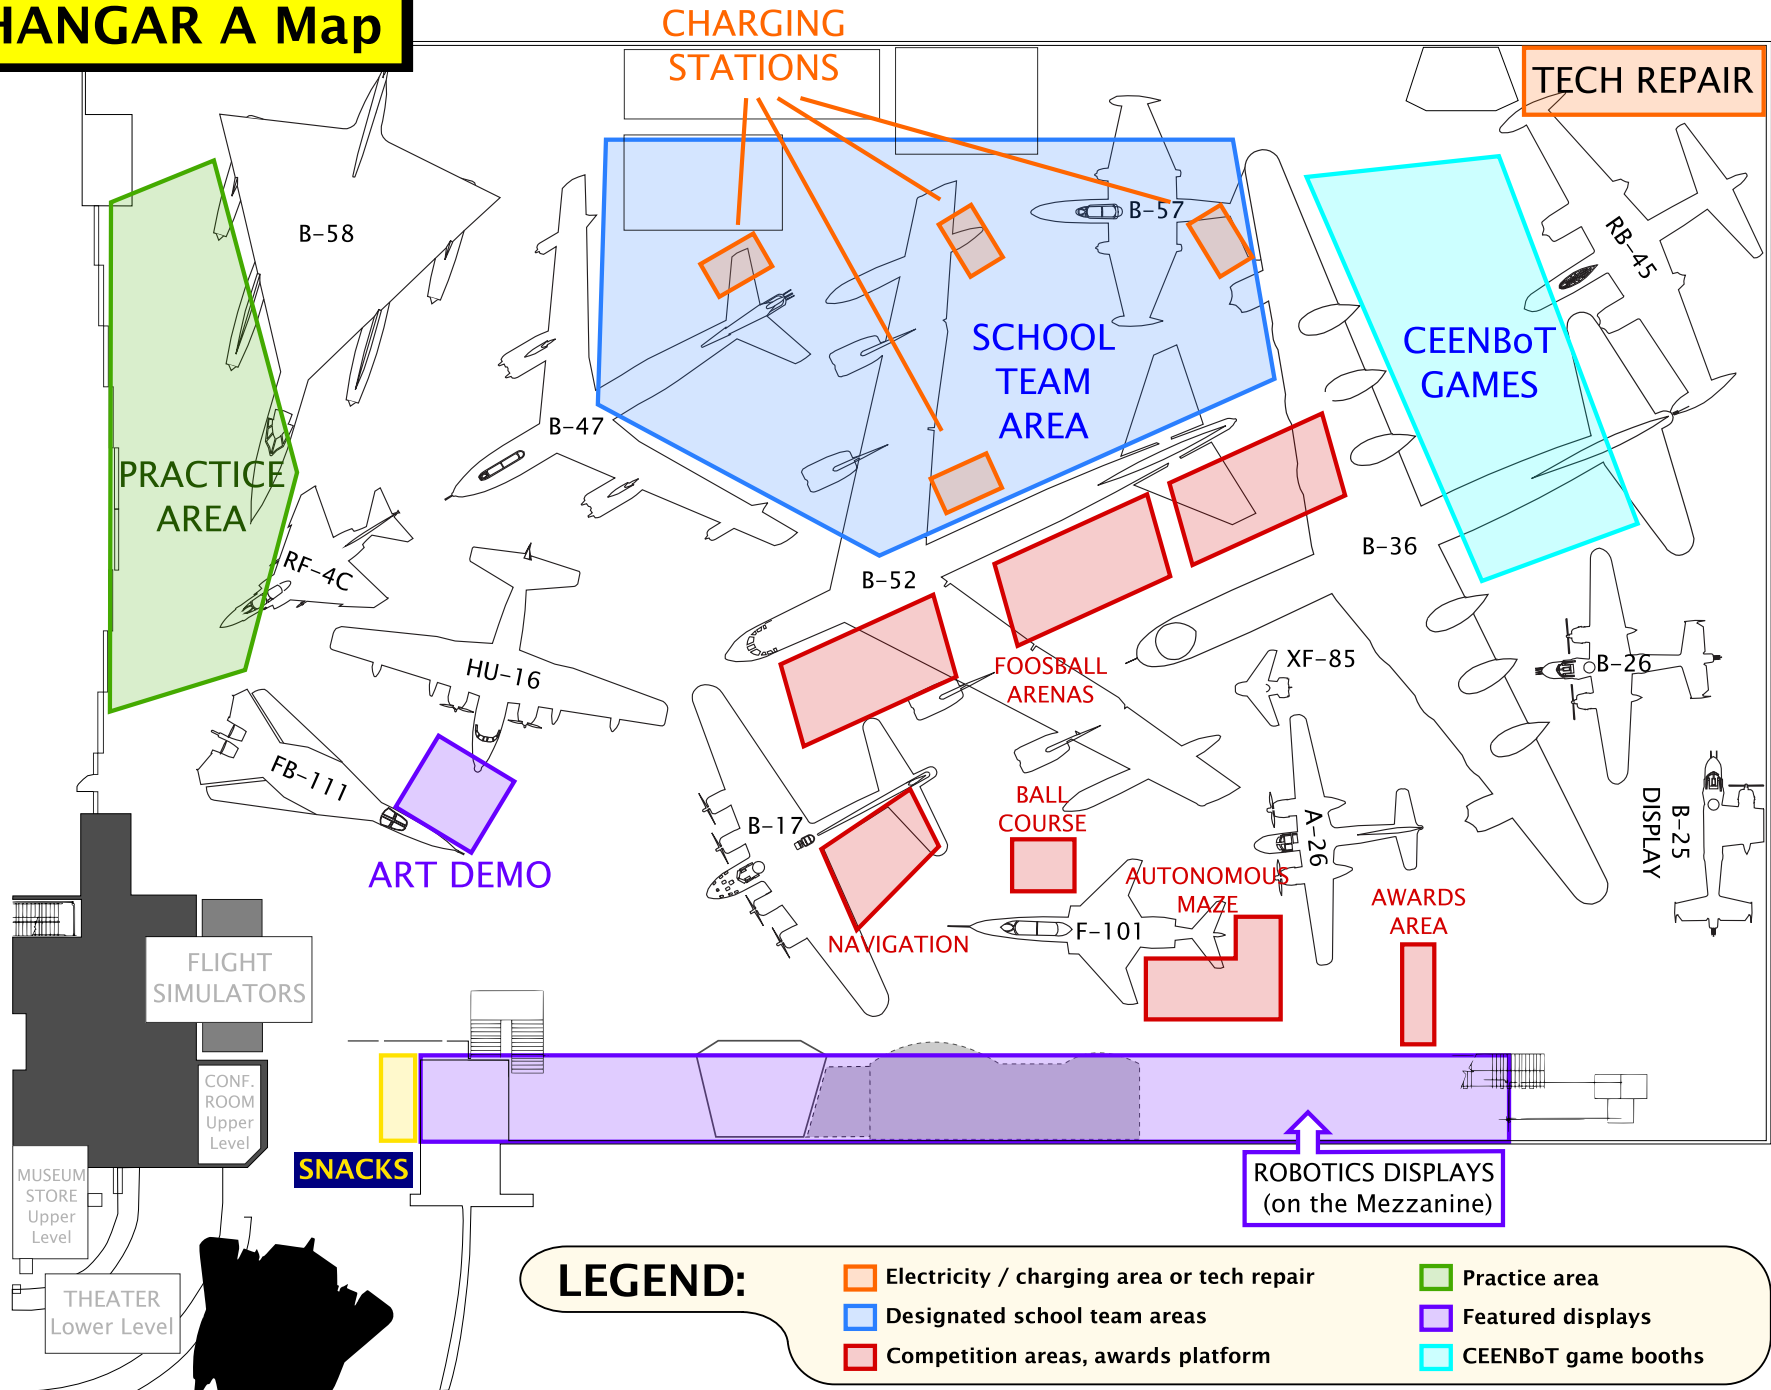 HANGAR A Map
CHARGING
STATIONS
TECH REPAIR
B-58
B-57
RB-45
SCHOOL
TEAM
AREA
CEENBoT
GAMES
B-47
PRACTICE
AREA
RF-4C
B-36
B-52
HU-16
FOOSBALL
ARENAS
XF-85
B-26
FB-111
BALL
COURSE
B-17
A-26
B-25
DISPLAY
ART DEMO
AUTONOMOUS
MAZE
AWARDS
AREA
NAVIGATION
F-101
FLIGHT
SIMULATORS
CONF.
ROOM
Upper
Level
SNACKS
MUSEUM
STORE
Upper
Level
ROBOTICS DISPLAYS
(on the Mezzanine)
THEATER
Lower Level
LEGEND:
Electricity / charging area or tech repair
Designated school team areas
Competition areas, awards platform
Practice area
Featured displays
CEENBoT game booths